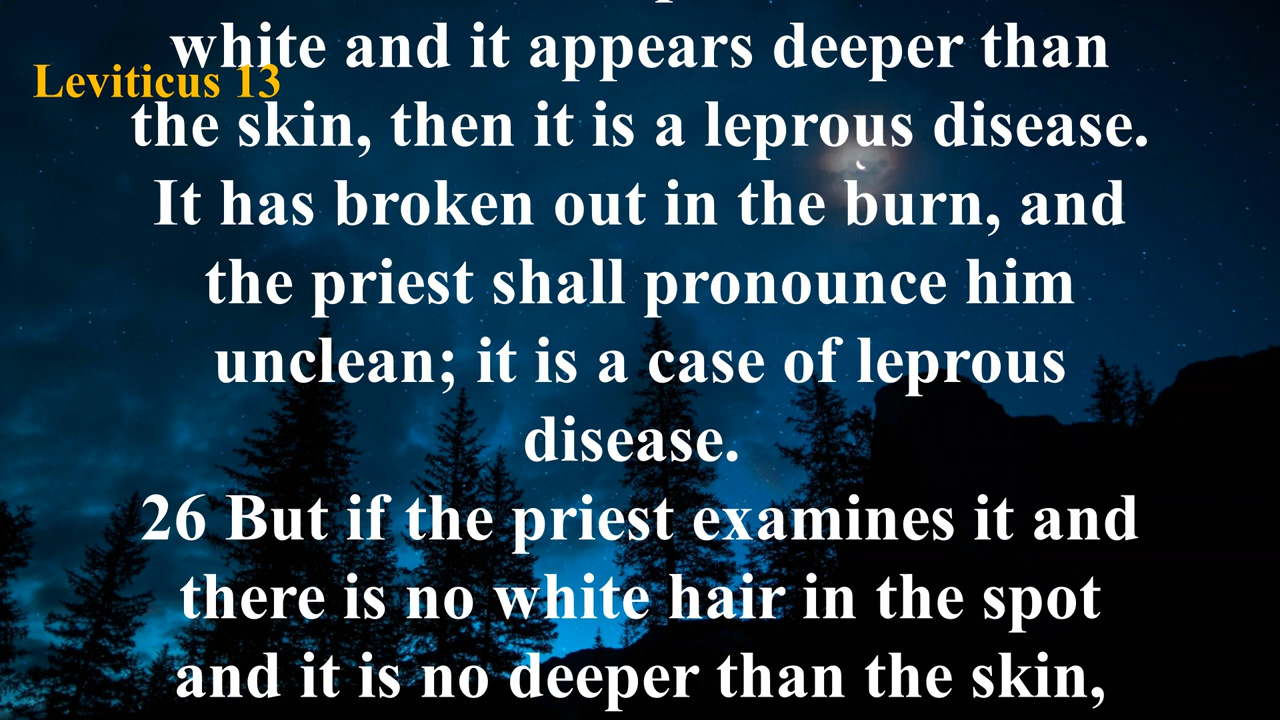 white and it appears deeper than
Leviticus 13
the skin, then it is a leprous disease.
It has broken out in the burn, and
the priest shall pronounce him
unclean; it is a case of leprous
disease.
26 But if the priest examines it and
there is no white hair in the spot
and it is no deeper than the skin,